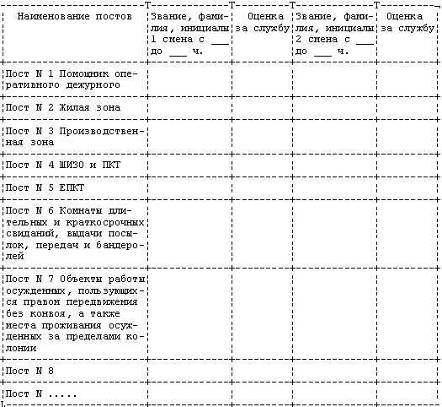 Наименование постов
Звание, фами-
лия, инициалы
1 смена с ___
до ___ ч.
Оценка
за службу
Звание, фами-
лия, инициалы
2 смена с ___
до ___ ч.
Оценка
за службу
Пост N 1 Помощник опе-
ративного дежурного
Пост N 2 Жилая зона
Пост N 3 Производствен-
ная зона
Пост N 4 ШИЗО и ПКТ
Пост N 5 ЕПКТ
Пост N 6 Комнаты дли-
тельных и краткосрочных
свиданий, выдачи посы-
лок, передач и бандеро-
лей
Пост N 7 Объекты работы
осужденных, пользующих-
ся правом передвижения
без конвоя, а также
места проживания осуж-
денных за пределами ко-
лонии
Пост N 8
Пост N .....